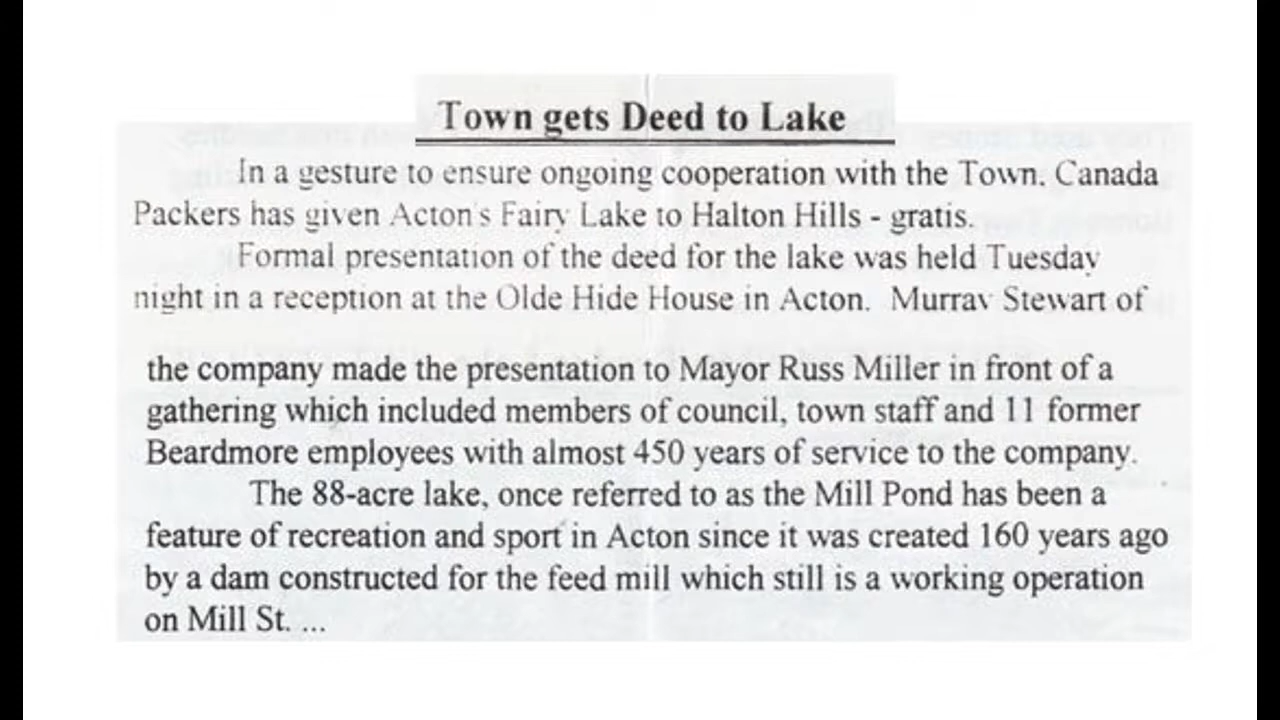 Town gets Deed to Lake
In a gesture to ensure ongoing cooperation with the Town. Canada
Packers has given Acton's Fairy Lake to Halton Hills - gratis.
Formal presentation of the deed for the lake was held Tuesday
night in a reception at the Olde Hide House in Acton. Murray Stewart of
the company made the presentation to Mayor Russ Miller in front of a
gathering which included members of council, town staff and 11 former
Beardmore employees with almost 450 years of service to the company.
The 88-acre lake, once referred to as the Mill Pond has been a
feature of recreation and sport in Acton since it was created 160 years ago
by a dam constructed for the feed mill which still is a working operation
on Mill St. ...